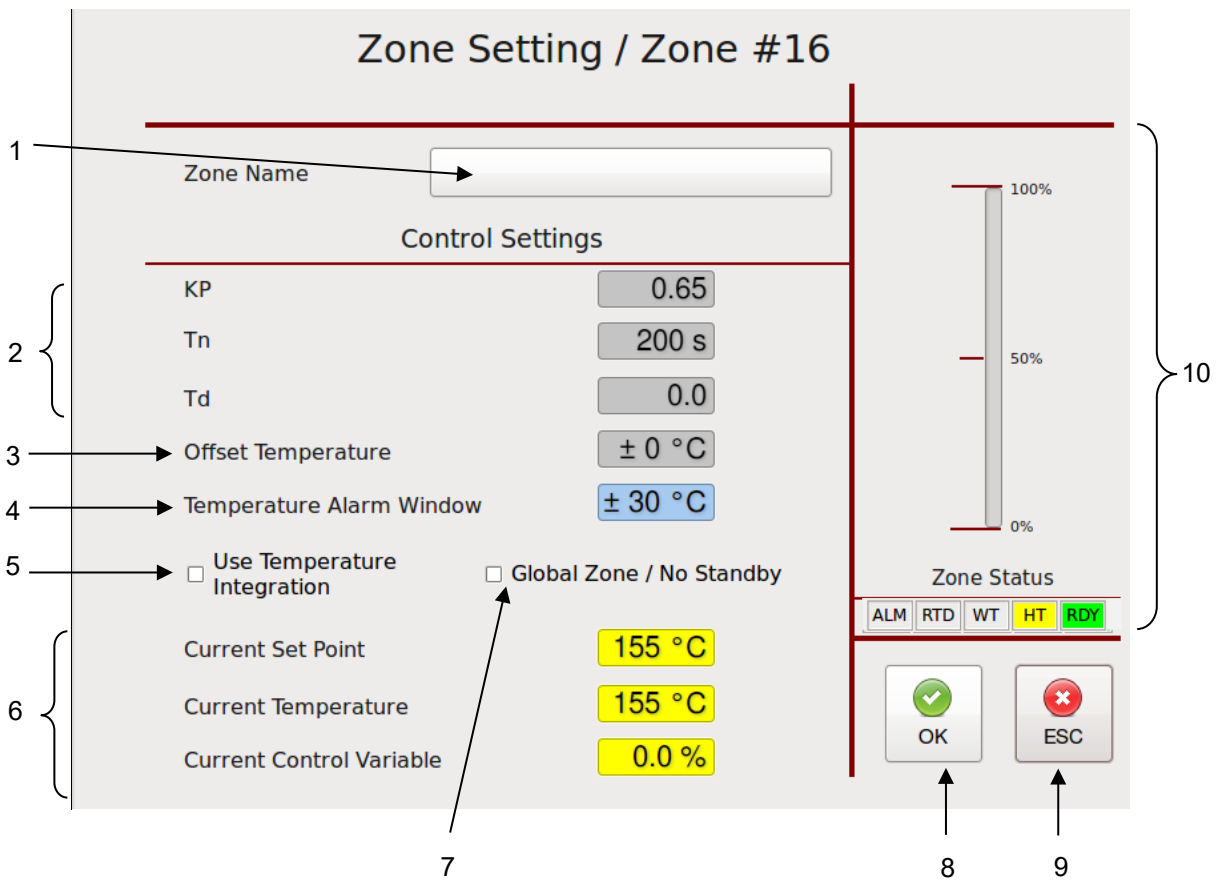 Zone Setting / Zone #16
1
Zone Name
100%
Control Settings
KP 0.65
2
Tn 200 s
50%
10
Td 0.0
3
Offset Temperature ± 0 °C
4
Temperature Alarm Window ± 30 °C
0%
5
Use Temperature
Integration
Global Zone / No Standby
Zone Status
ALM RTD WT HT RDY
Current Set Point 155 °C
6
Current Temperature 155 °C
Current Control Variable 0.0 %
OK
ESC
7
8
9